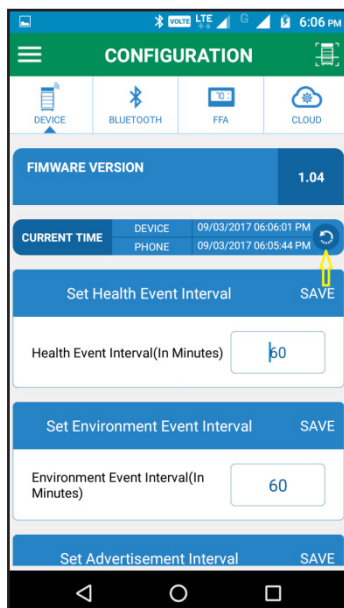 VOLTE LTE G 6:06 PM
CONFIGURATION
DEVICE BLUETOOTH FFA CLOUD
FIMWARE VERSION 1.04
CURRENT TIME DEVICE 09/03/2017 06:06:01 PM
PHONE 09/03/2017 06:05:44 PM
Set Health Event Interval SAVE
Health Event Interval(In Minutes) 60
Set Environment Event Interval SAVE
Environment Event Interval(In
Minutes) 60
Set Advertisement Interval SAVE